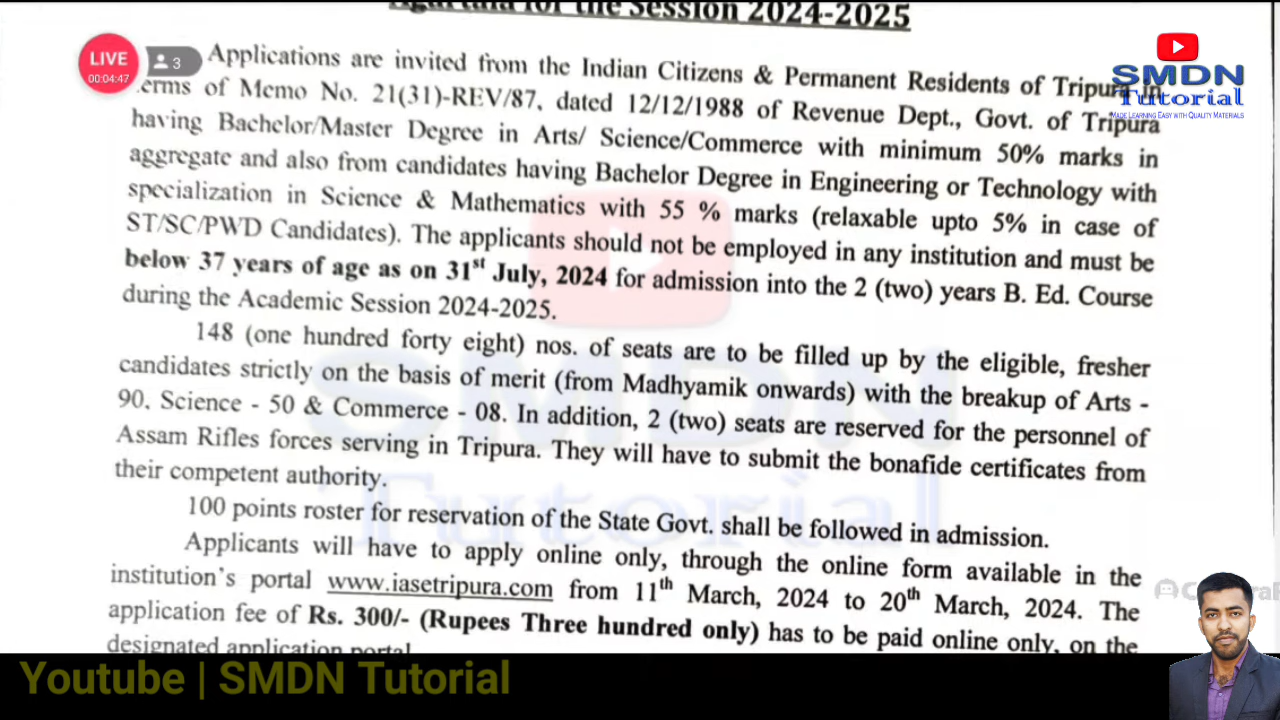 Agartala for the Session 2024-2025
LIVE
00:04:47
3
SMDN
Tutorial
MADE LEARNING EASY WITH QUALITY MATERIALS
Applications are invited from the Indian Citizens & Permanent Residents of Tripura in
terms of Memo No. 21(31)-REV/87, dated 12/12/1988 of Revenue Dept., Govt. of Tripura
having Bachelor/Master Degree in Arts/ Science/Commerce with minimum 50% marks in
aggregate and also from candidates having Bachelor Degree in Engineering or Technology with
specialization in Science & Mathematics with 55 % marks (relaxable upto 5% in case of
ST/SC/PWD Candidates). The applicants should not be employed in any institution and must be
below 37 years of age as on 31st July, 2024 for admission into the 2 (two) years B. Ed. Course
during the Academic Session 2024-2025.
148 (one hundred forty eight) nos. of seats are to be filled up by the eligible, fresher
candidates strictly on the basis of merit (from Madhyamik onwards) with the breakup of Arts -
90, Science - 50 & Commerce - 08. In addition, 2 (two) seats are reserved for the personnel of
Assam Rifles forces serving in Tripura. They will have to submit the bonafide certificates from
their competent authority.
100 points roster for reservation of the State Govt. shall be followed in admission.
Applicants will have to apply online only, through the online form available in the
institution's portal www.iasetripura.com from 11th March, 2024 to 20th March, 2024. The
application fee of Rs. 300/- (Rupees Three hundred only) has to be paid online only, on the
designated application portal
SMDN
Tutorial
Youtube | SMDN Tutorial